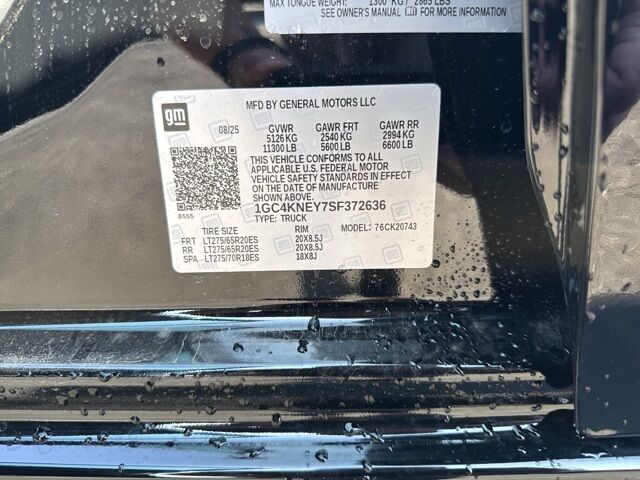 MAX TONGUE WEIGHT: 1300 KG / 2865 LBS
SEE OWNER'S MANUAL FOR MORE INFORMATION
gm
MFD BY GENERAL MOTORS LLC
08/25 GVWR GAWR FRT GAWR RR
5126 KG 2540 KG 2994 KG
11300 LB 5600 LB 6600 LB
THIS VEHICLE CONFORMS TO ALL
APPLICABLE U.S. FEDERAL MOTOR
VEHICLE SAFETY STANDARDS IN EFFECT
ON THE DATE OF MANUFACTURE SHOWN ABOVE.
1GC4KNEY7SF372636
8555 TYPE: TRUCK
TIRE SIZE RIM MODEL: 76CK20743
FRT LT275/65R20ES 20X8.5J
RR LT275/65R20ES 20X8.5J
SPA LT275/70R18ES 18X8J